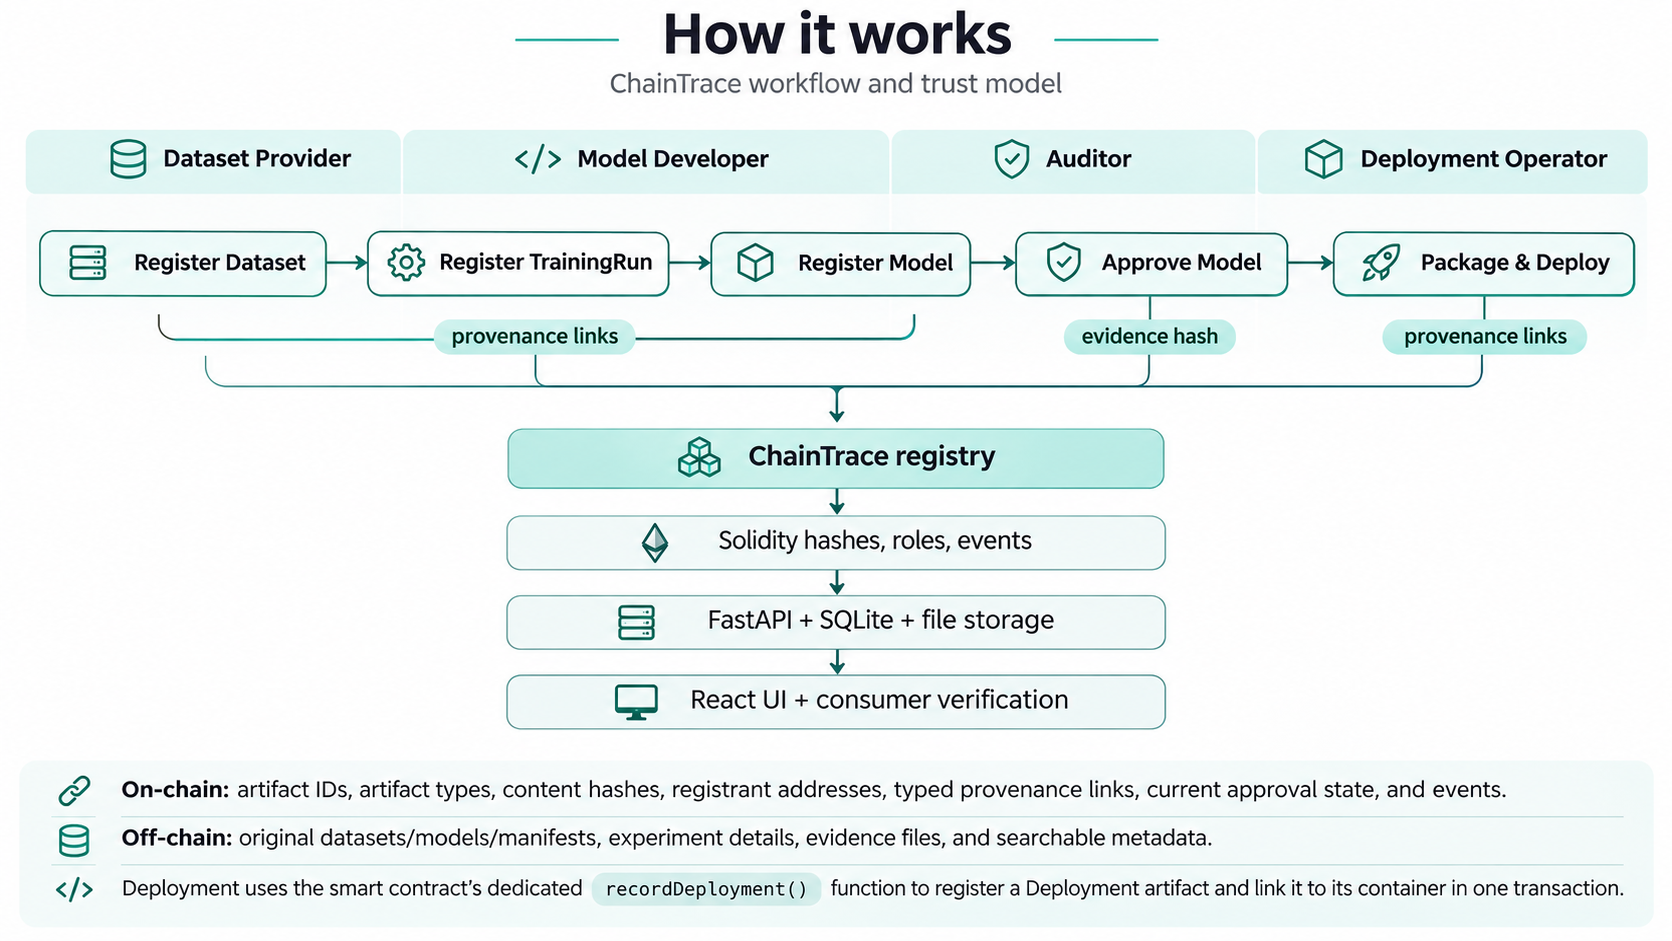 How it works
ChainTrace workflow and trust model
Dataset Provider
Model Developer
Auditor
Deployment Operator
Register Dataset
Register TrainingRun
Register Model
Approve Model
Package & Deploy
provenance links
evidence hash
provenance links
ChainTrace registry
Solidity hashes, roles, events
FastAPI + SQLite + file storage
React UI + consumer verification
On-chain: artifact IDs, artifact types, content hashes, registrant addresses, typed provenance links, current approval state, and events.
Off-chain: original datasets/models/manifests, experiment details, evidence files, and searchable metadata.
Deployment uses the smart contract's dedicated recordDeployment() function to register a Deployment artifact and link it to its container in one transaction.